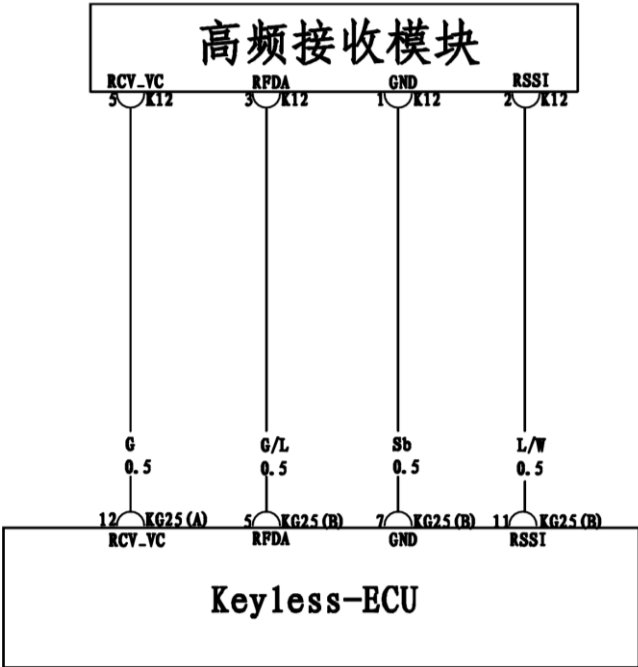 高频接收模块
RCV_VC RFDA GND RSSI
5 K12 3 K12 1 K12 2 K12
G G/L Sb L/W
0.5 0.5 0.5 0.5
12 KG25(A) 5 KG25(B) 7 KG25(B) 11 KG25(B)
RCV_VC RFDA GND RSSI
Keyless-ECU